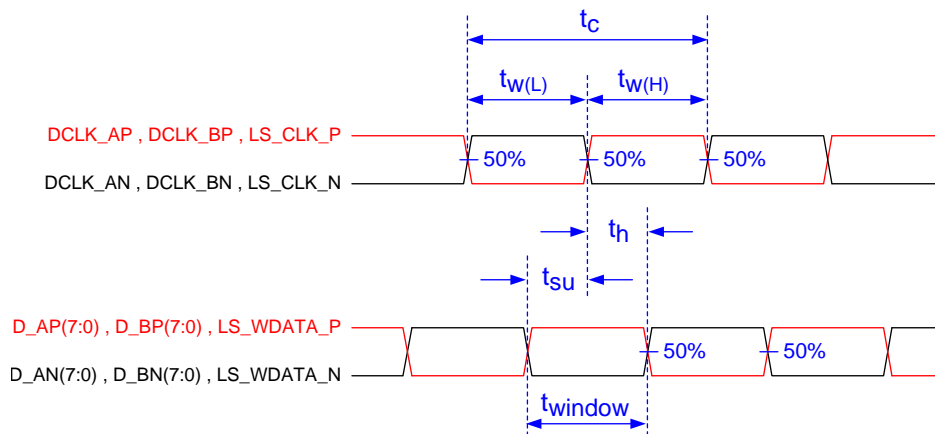 tc
tw(L) tw(H)
DCLK_AP , DCLK_BP , LS_CLK_P
50% 50% 50%
DCLK_AN , DCLK_BN , LS_CLK_N
th
tsu
D_AP(7:0) , D_BP(7:0) , LS_WDATA_P
50% 50%
D_AN(7:0) , D_BN(7:0) , LS_WDATA_N
twindow